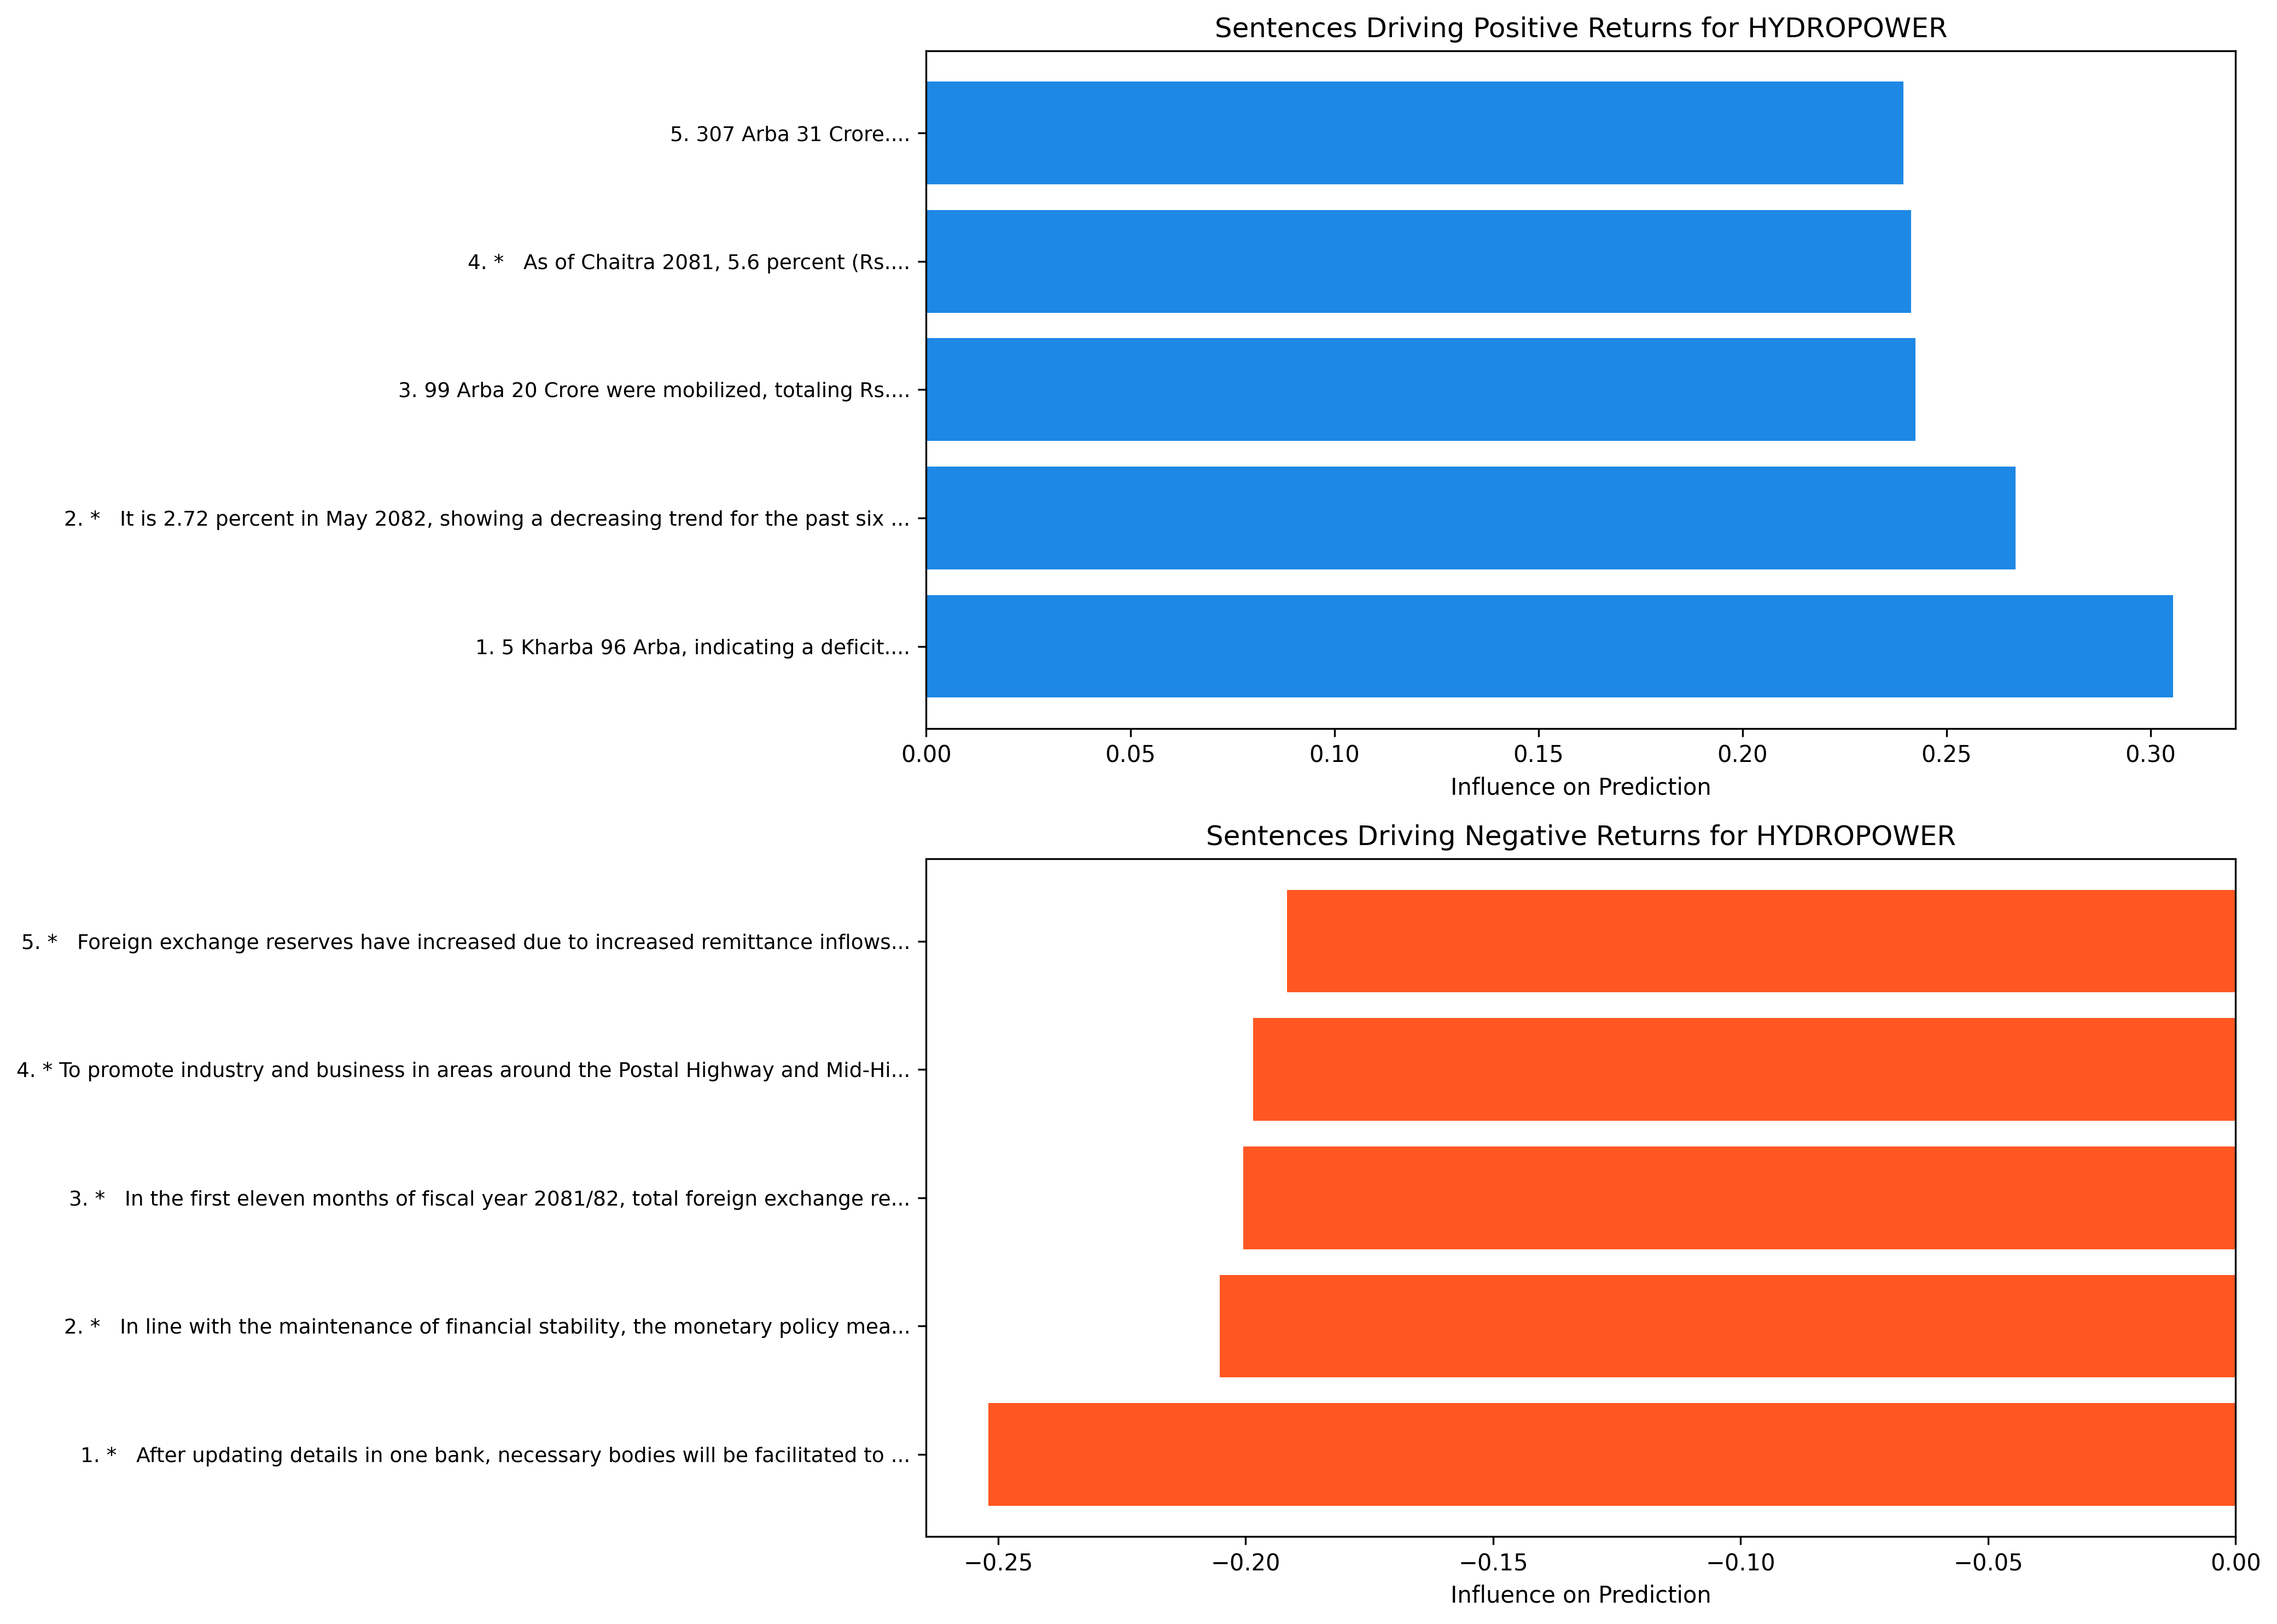 Sentences Driving Positive Returns for HYDROPOWER
5. 307 Arba 31 Crore....
4. *   As of Chaitra 2081, 5.6 percent (Rs....
3. 99 Arba 20 Crore were mobilized, totaling Rs....
2. *   It is 2.72 percent in May 2082, showing a decreasing trend for the past six ...
1. 5 Kharba 96 Arba, indicating a deficit....
0.00 0.05 0.10 0.15 0.20 0.25 0.30
Influence on Prediction
Sentences Driving Negative Returns for HYDROPOWER
5. *   Foreign exchange reserves have increased due to increased remittance inflows...
4. * To promote industry and business in areas around the Postal Highway and Mid-Hi...
3. *   In the first eleven months of fiscal year 2081/82, total foreign exchange re...
2. *   In line with the maintenance of financial stability, the monetary policy mea...
1. *   After updating details in one bank, necessary bodies will be facilitated to ...
−0.25 −0.20 −0.15 −0.10 −0.05 0.00
Influence on Prediction